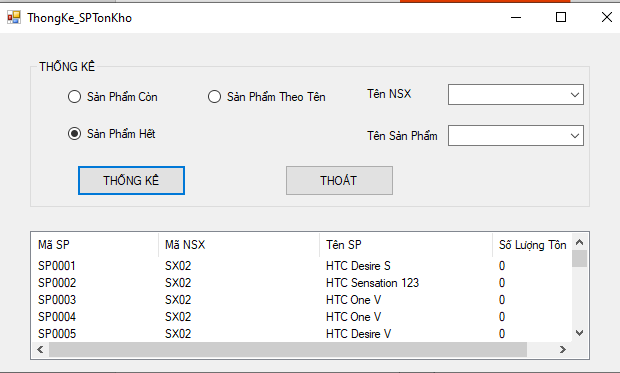 ThongKe_SPTonKho
THỐNG KÊ
Sản Phẩm Còn
Sản Phẩm Theo Tên
Tên NSX
Sản Phẩm Hết
Tên Sản Phẩm
THỐNG KÊ
THOÁT
Mã SP Mã NSX Tên SP Số Lượng Tồn
SP0001 SX02 HTC Desire S 0
SP0002 SX02 HTC Sensation 123 0
SP0003 SX02 HTC One V 0
SP0004 SX02 HTC One V 0
SP0005 SX02 HTC Desire V 0